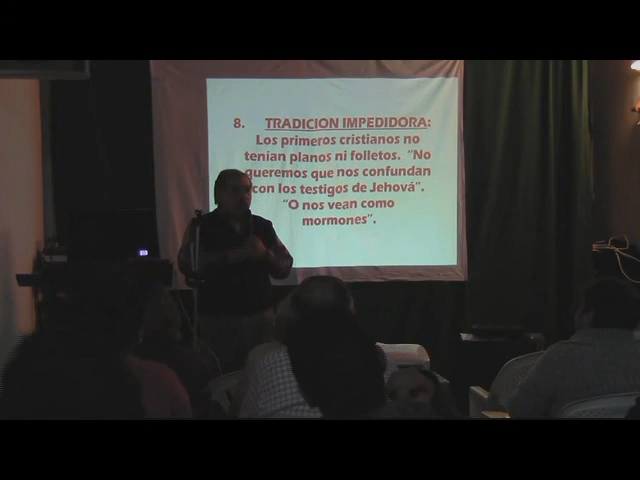 8. TRADICION IMPEDIDORA:
Los primeros cristianos no
tenían planos ni folletos. "No
queremos que nos confundan
con los testigos de Jehová".
"O nos vean como
mormones".